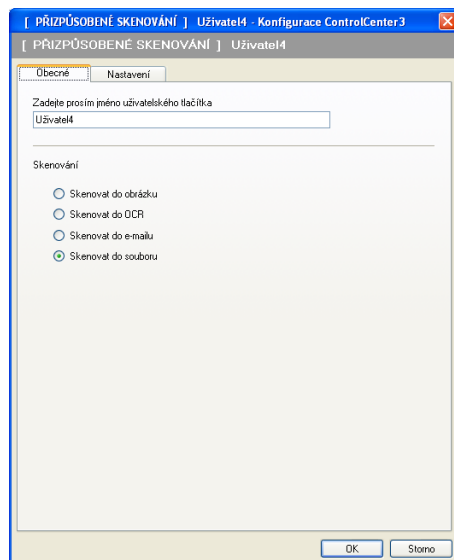 [ PŘIZPŮSOBENÉ SKENOVÁNÍ ] Uživatel4 - Konfigurace ControlCenter3
[ PŘIZPŮSOBENÉ SKENOVÁNÍ ] Uživatel4
Obecné Nastavení
Zadejte prosím jméno uživatelského tlačítka
Uživatel4
Skenování
Skenovat do obrázku
Skenovat do OCR
Skenovat do e-mailu
Skenovat do souboru
OK Storno